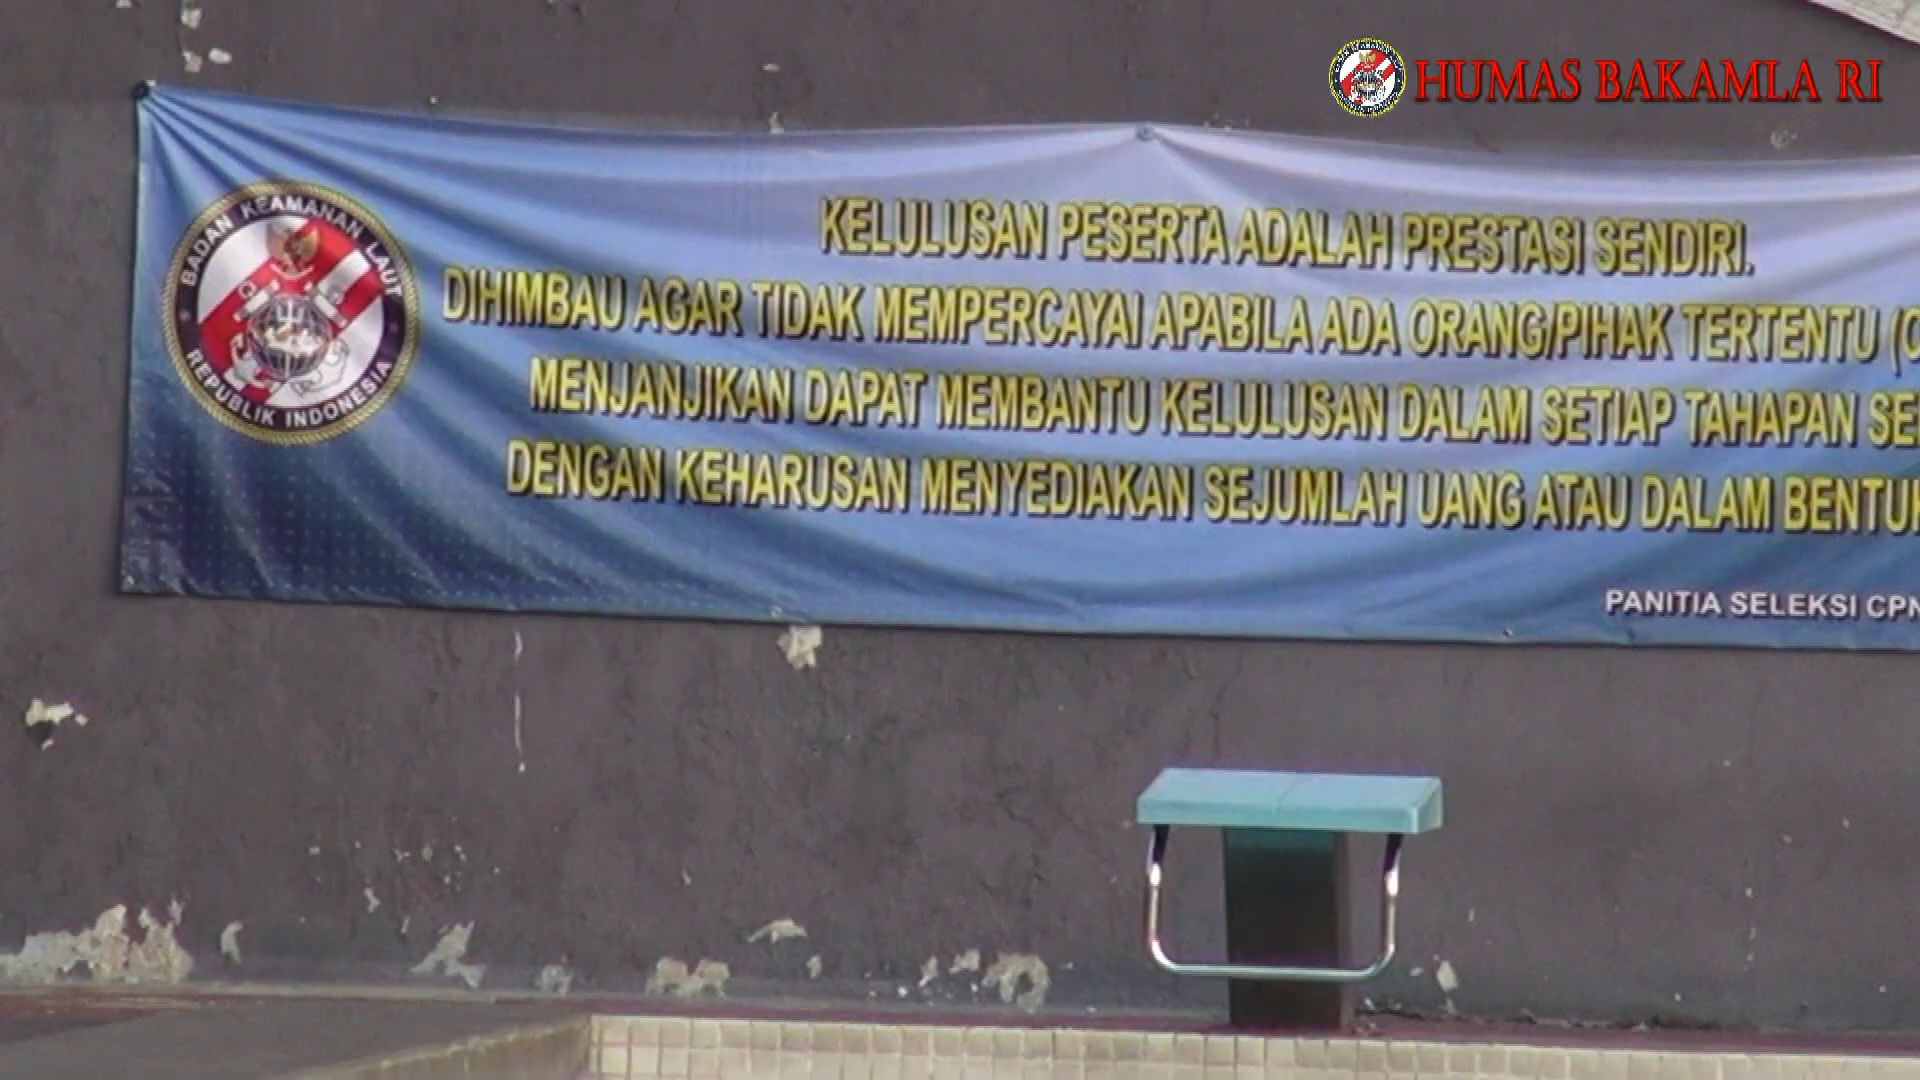 HUMAS BAKAMLA RI
BADAN KEAMANAN LAUT
REPUBLIK INDONESIA
KELULUSAN PESERTA ADALAH PRESTASI SENDIRI.
DIHIMBAU AGAR TIDAK MEMPERCAYAI APABILA ADA ORANG/PIHAK TERTENTU
MENJANJIKAN DAPAT MEMBANTU KELULUSAN DALAM SETIAP TAHAPAN
DENGAN KEHARUSAN MENYEDIAKAN SEJUMLAH UANG ATAU DALAM BENTUK
PANITIA SELEKSI